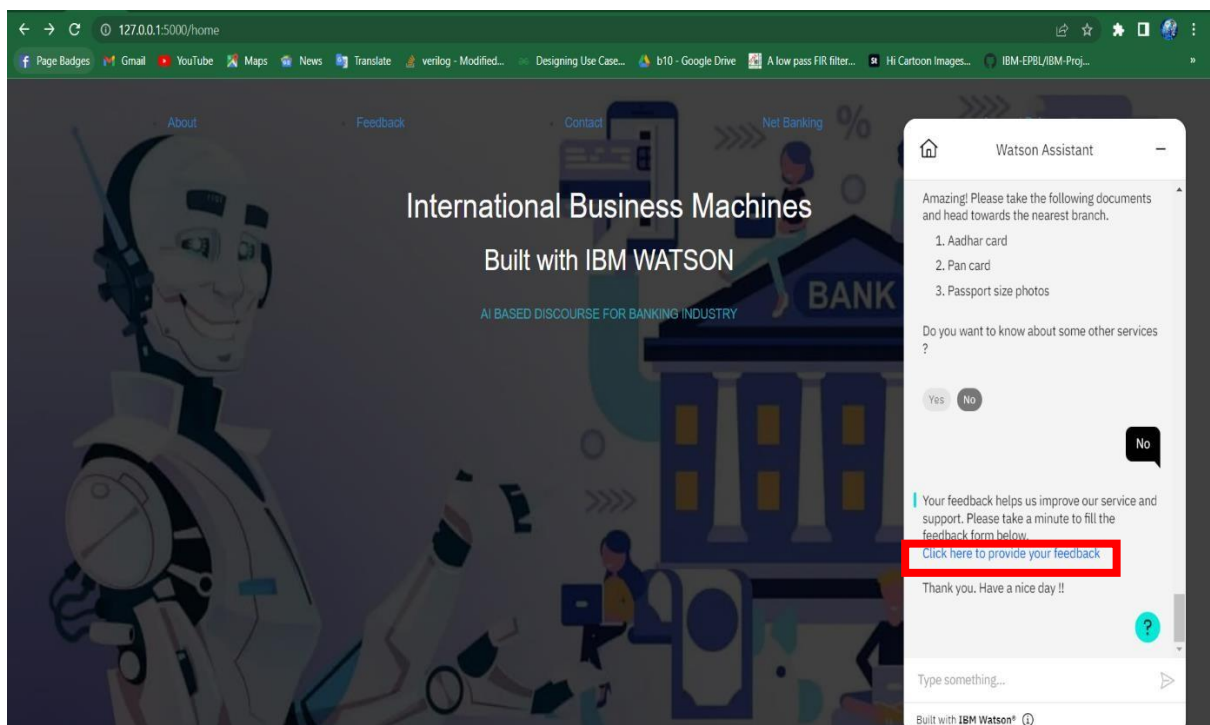 127.0.0.1:5000/home
Page Badges Gmail YouTube Maps News Translate verilog - Modified... Designing Use Case... b10 - Google Drive A low pass FIR filter... Hi Cartoon Images... IBM-EPBL/IBM-Proj... »
About Feedback Contact Net Banking
International Business Machines
Built with IBM WATSON
AI BASED DISCOURSE FOR BANKING INDUSTRY
BANK
Watson Assistant
Amazing! Please take the following documents
and head towards the nearest branch.
1. Aadhar card
2. Pan card
3. Passport size photos
Do you want to know about some other services
?
Yes No
No
Your feedback helps us improve our service and
support. Please take a minute to fill the
feedback form below.
Click here to provide your feedback
Thank you. Have a nice day !!
?
Type something...
Built with IBM Watson®